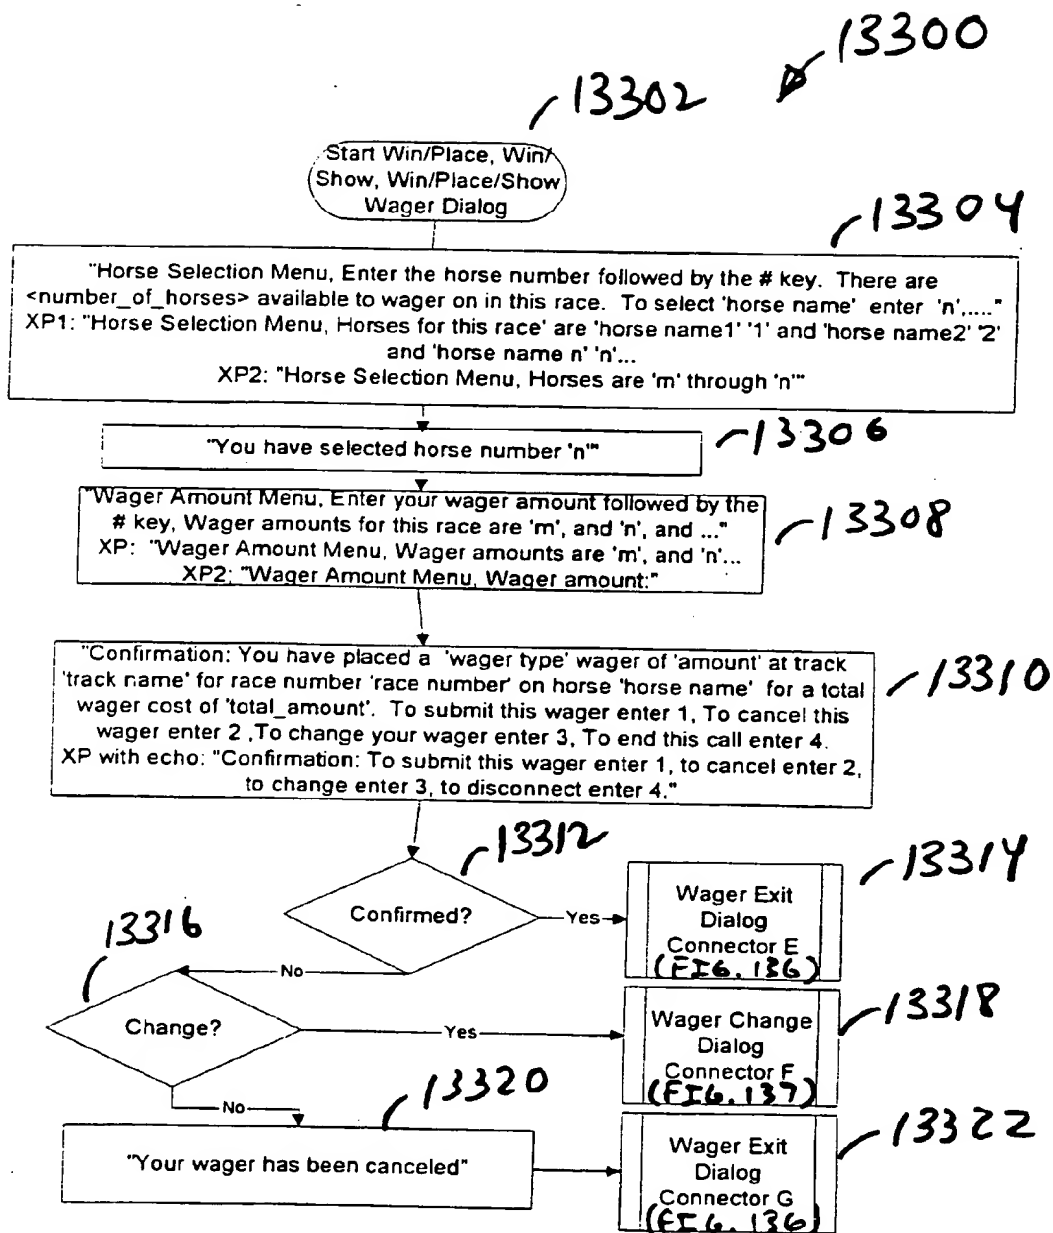 13300
13302
Start Win/Place, Win/
Show, Win/Place/Show
Wager Dialog
13304
"Horse Selection Menu, Enter the horse number followed by the # key. There are
<number_of_horses> available to wager on in this race. To select 'horse name' enter 'n',...."
XP1: "Horse Selection Menu, Horses for this race' are 'horse name1' '1' and 'horse name2' '2'
and 'horse name n' 'n'...
XP2: "Horse Selection Menu, Horses are 'm' through 'n'"
"You have selected horse number 'n'"
13306
"Wager Amount Menu, Enter your wager amount followed by the
# key, Wager amounts for this race are 'm', and 'n', and ..."
XP: "Wager Amount Menu, Wager amounts are 'm', and 'n'...
XP2: "Wager Amount Menu, Wager amount:"
13308
"Confirmation: You have placed a 'wager type' wager of 'amount' at track
'track name' for race number 'race number' on horse 'horse name' for a total
wager cost of 'total_amount'. To submit this wager enter 1, To cancel this
wager enter 2 ,To change your wager enter 3, To end this call enter 4.
XP with echo: "Confirmation: To submit this wager enter 1, to cancel enter 2,
to change enter 3, to disconnect enter 4."
13310
13312
Confirmed?
Yes
No
13314
Wager Exit
Dialog
Connector E
(FIG. 136)
13316
Change?
Yes
No
13318
Wager Change
Dialog
Connector F
(FIG. 137)
13320
"Your wager has been canceled"
13322
Wager Exit
Dialog
Connector G
(FIG. 136)